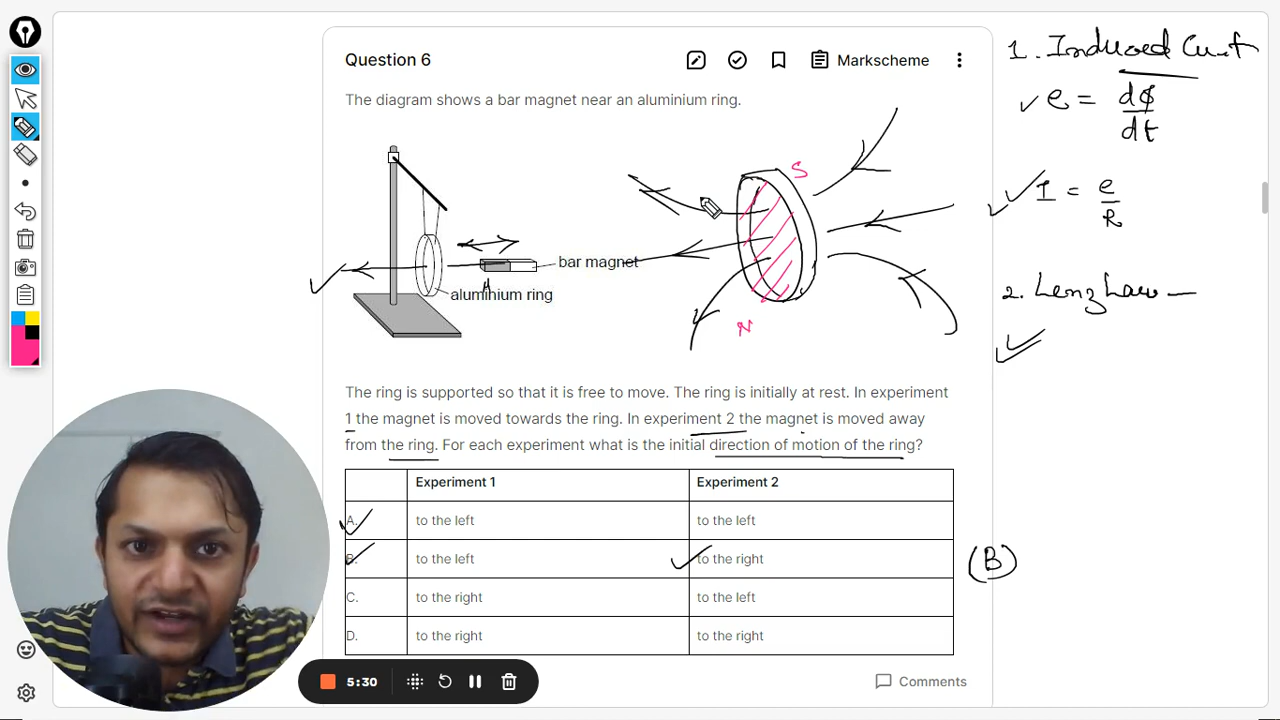 Question 6
Markscheme
The diagram shows a bar magnet near an aluminium ring.
bar magnet
aluminium ring
S
N
The ring is supported so that it is free to move. The ring is initially at rest. In experiment
1 the magnet is moved towards the ring. In experiment 2 the magnet is moved away
from the ring. For each experiment what is the initial direction of motion of the ring?
Experiment 1 Experiment 2
A. to the left to the left
B. to the left to the right
C. to the right to the left
D. to the right to the right
Comments
5:30
1. Induced
e = dϕ
dt
I = e
R
2. Lenz Law —
(B)